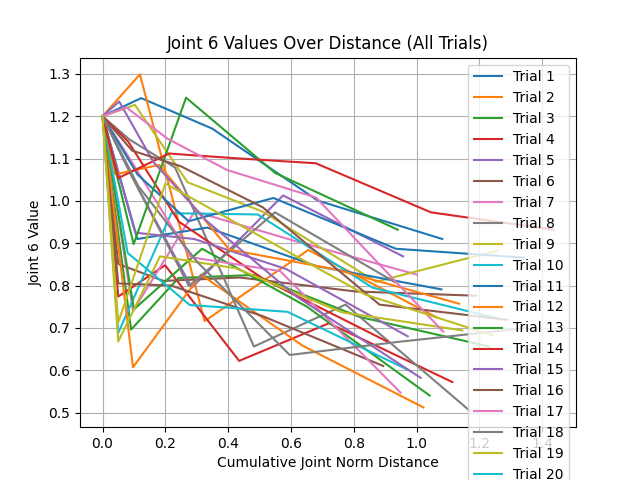 Joint 6 Values Over Distance (All Trials)
Joint 6 Value
1.3
1.2
1.1
1.0
0.9
0.8
0.7
0.6
0.5
0.0 0.2 0.4 0.6 0.8 1.0 1.2 1.4
Cumulative Joint Norm Distance
Trial 1
Trial 2
Trial 3
Trial 4
Trial 5
Trial 6
Trial 7
Trial 8
Trial 9
Trial 10
Trial 11
Trial 12
Trial 13
Trial 14
Trial 15
Trial 16
Trial 17
Trial 18
Trial 19
Trial 20